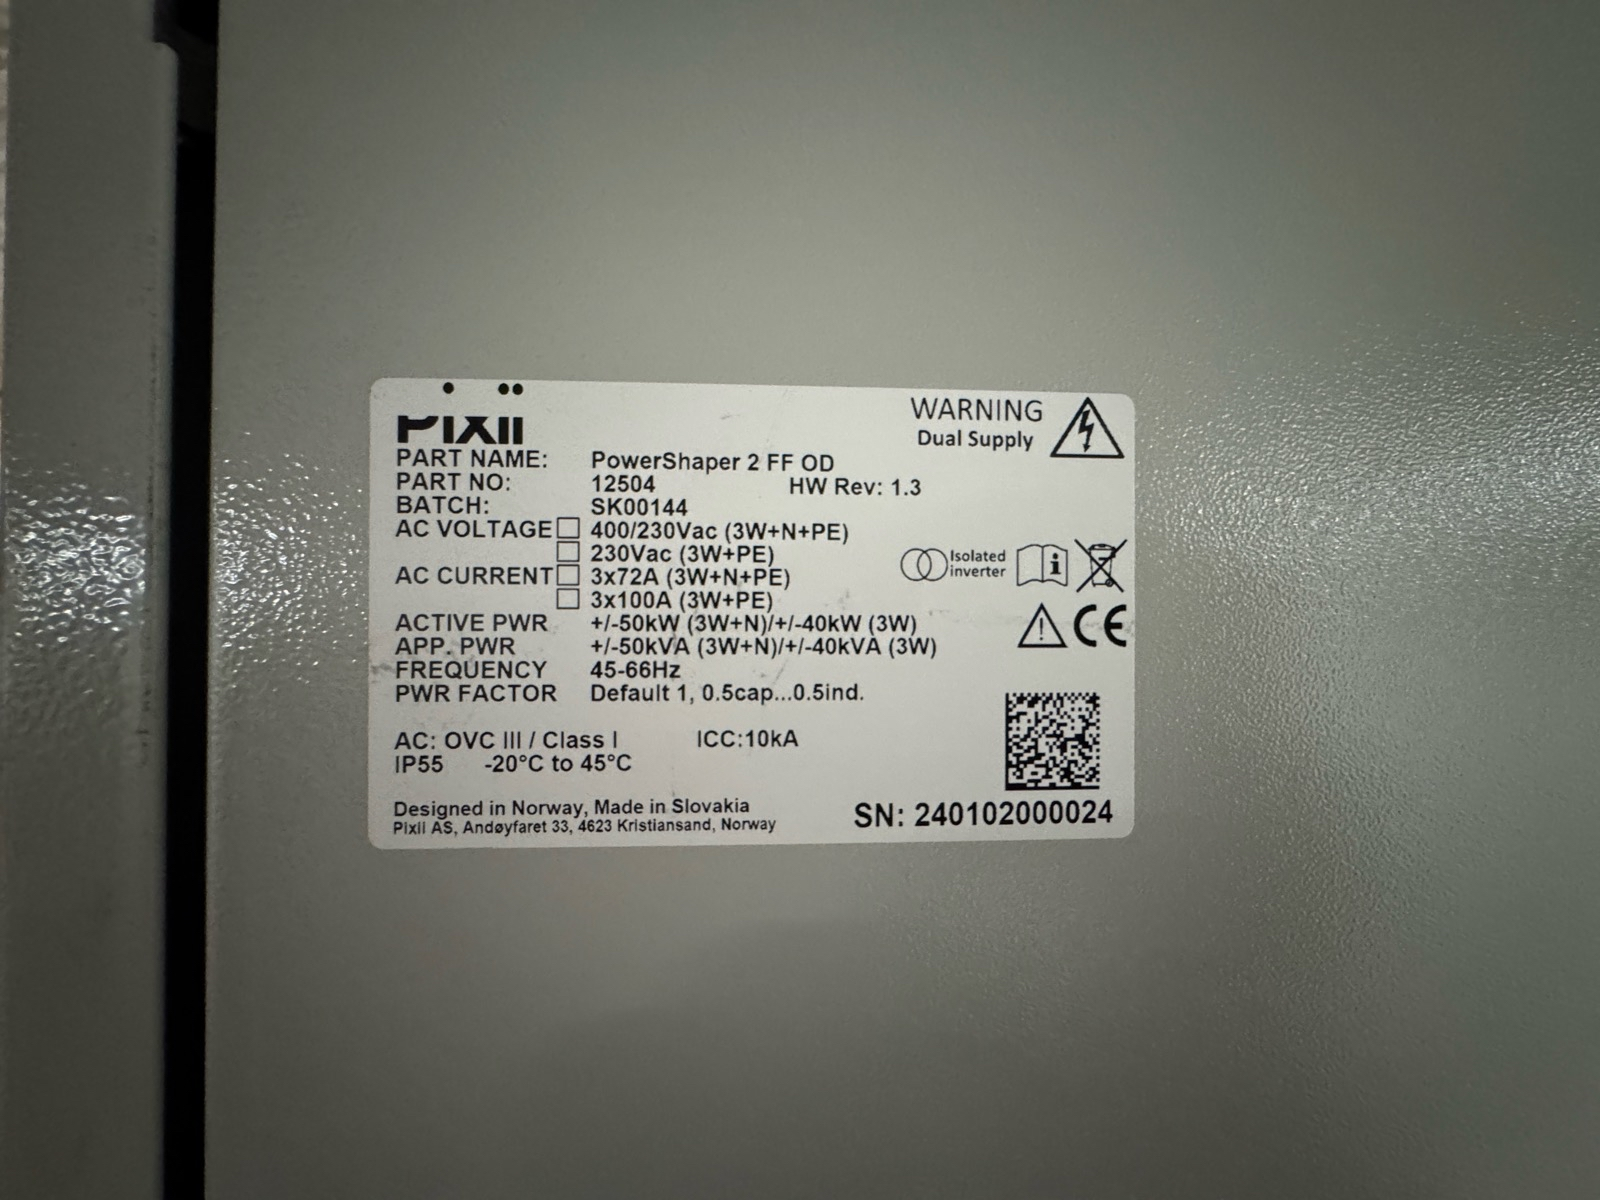 PIXII
WARNING
Dual Supply
PART NAME: PowerShaper 2 FF OD
PART NO: 12504 HW Rev: 1.3
BATCH: SK00144
AC VOLTAGE ☐ 400/230Vac (3W+N+PE)
☐ 230Vac (3W+PE)
AC CURRENT ☐ 3x72A (3W+N+PE)
☐ 3x100A (3W+PE)
Isolated
inverter
ACTIVE PWR +/-50kW (3W+N)/+/-40kW (3W)
APP. PWR +/-50kVA (3W+N)/+/-40kVA (3W)
CE
FREQUENCY 45-66Hz
PWR FACTOR Default 1, 0.5cap...0.5ind.
AC: OVC III / Class I ICC:10kA
IP55 -20°C to 45°C
Designed in Norway, Made in Slovakia
Pixii AS, Andøyfaret 33, 4623 Kristiansand, Norway
SN: 240102000024